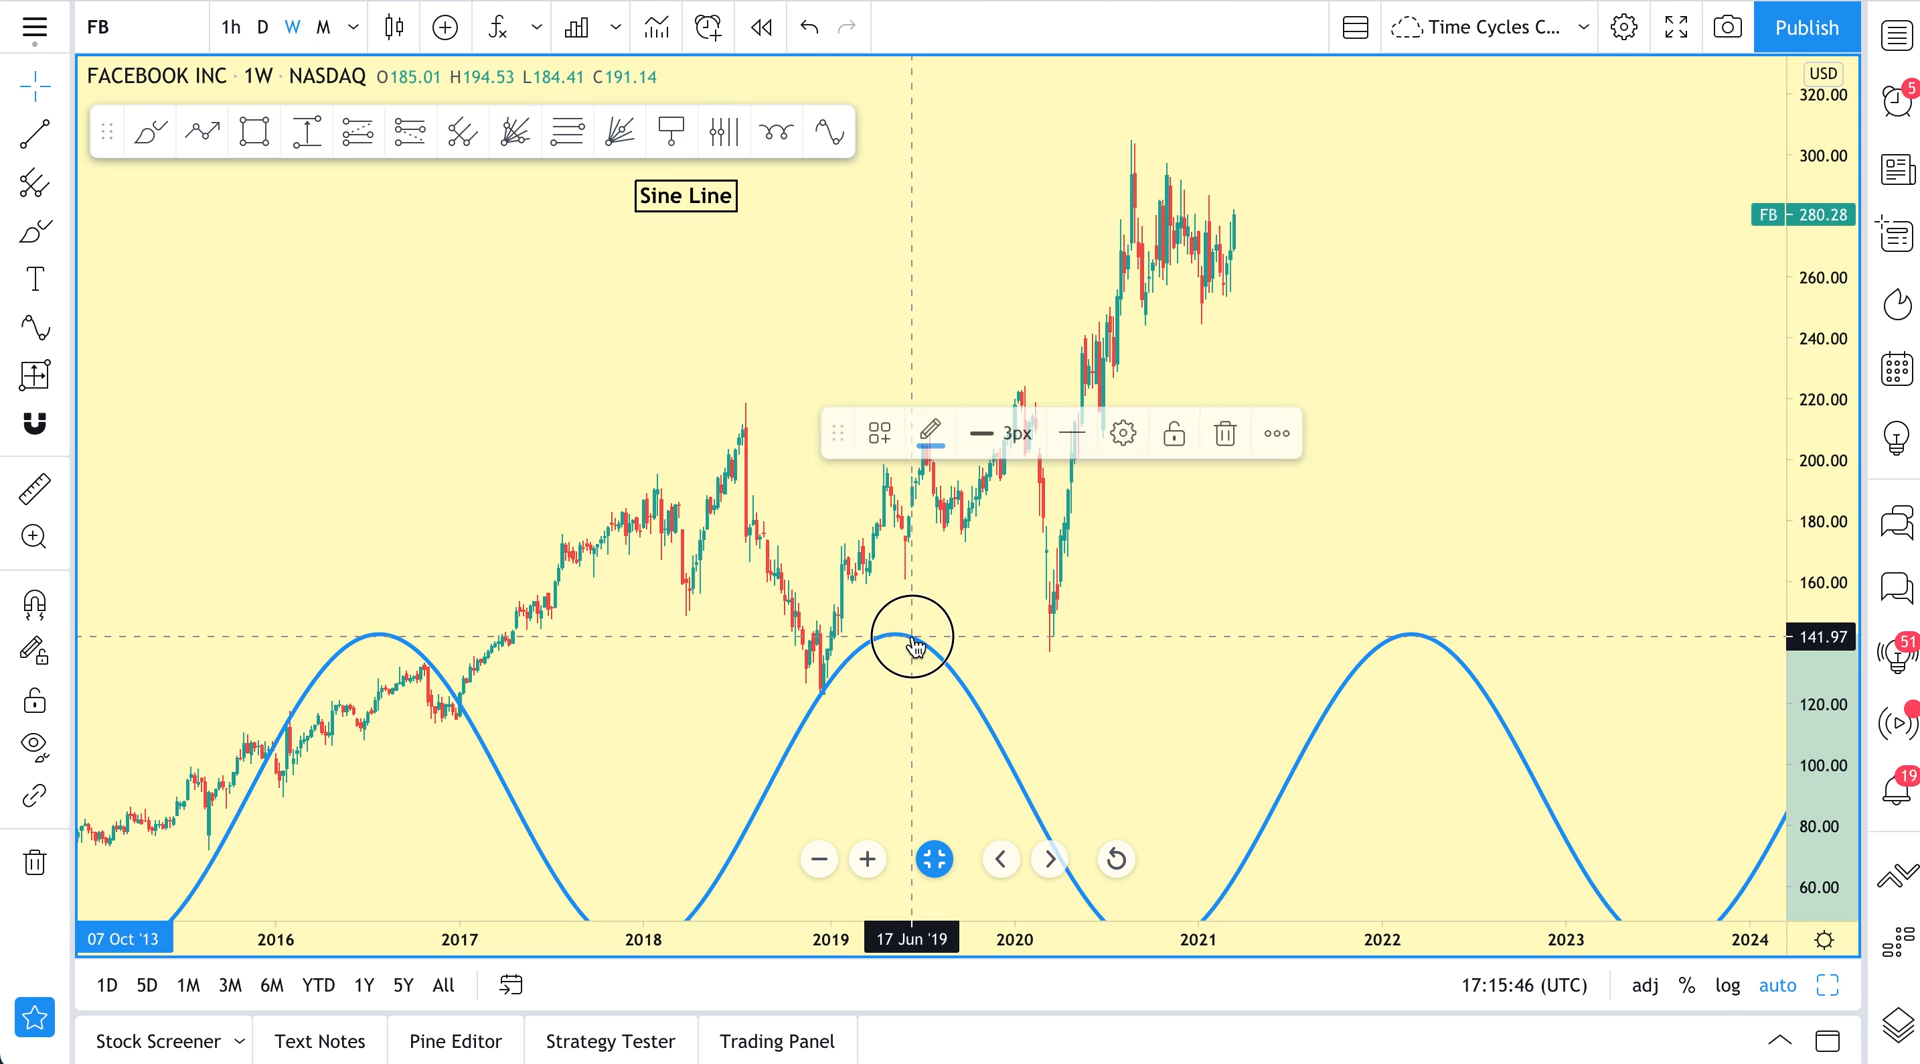 FB
1h D W M
Time Cycles C...
Publish
FACEBOOK INC · 1W · NASDAQ O185.01 H194.53 L184.41 C191.14
USD
320.00
5
Sine Line
300.00
FB 280.28
260.00
240.00
220.00
3px
200.00
180.00
160.00
141.97
51
120.00
100.00
19
80.00
60.00
07 Oct '13 2016 2017 2018 2019 17 Jun '19 2020 2021 2022 2023 2024
1D 5D 1M 3M 6M YTD 1Y 5Y All
17:15:46 (UTC) adj % log auto
Stock Screener Text Notes Pine Editor Strategy Tester Trading Panel